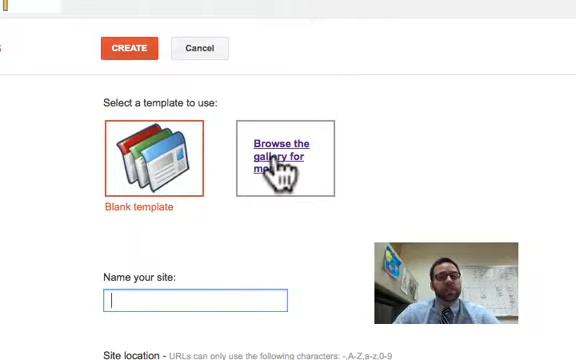 CREATE Cancel
Select a template to use:
Browse the
gallery for
Blank template
Name your site:
Site location - URLs can only use the following characters: -,A-Z,a-z,0-9